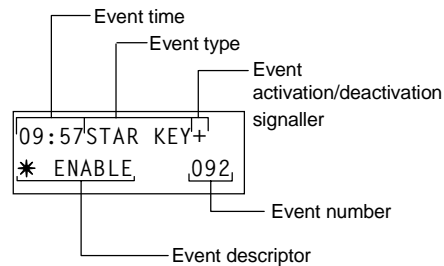 Event time
Event type
Event
activation/deactivation
signaller
09:57STAR KEY+
✷ ENABLE 092
Event number
Event descriptor